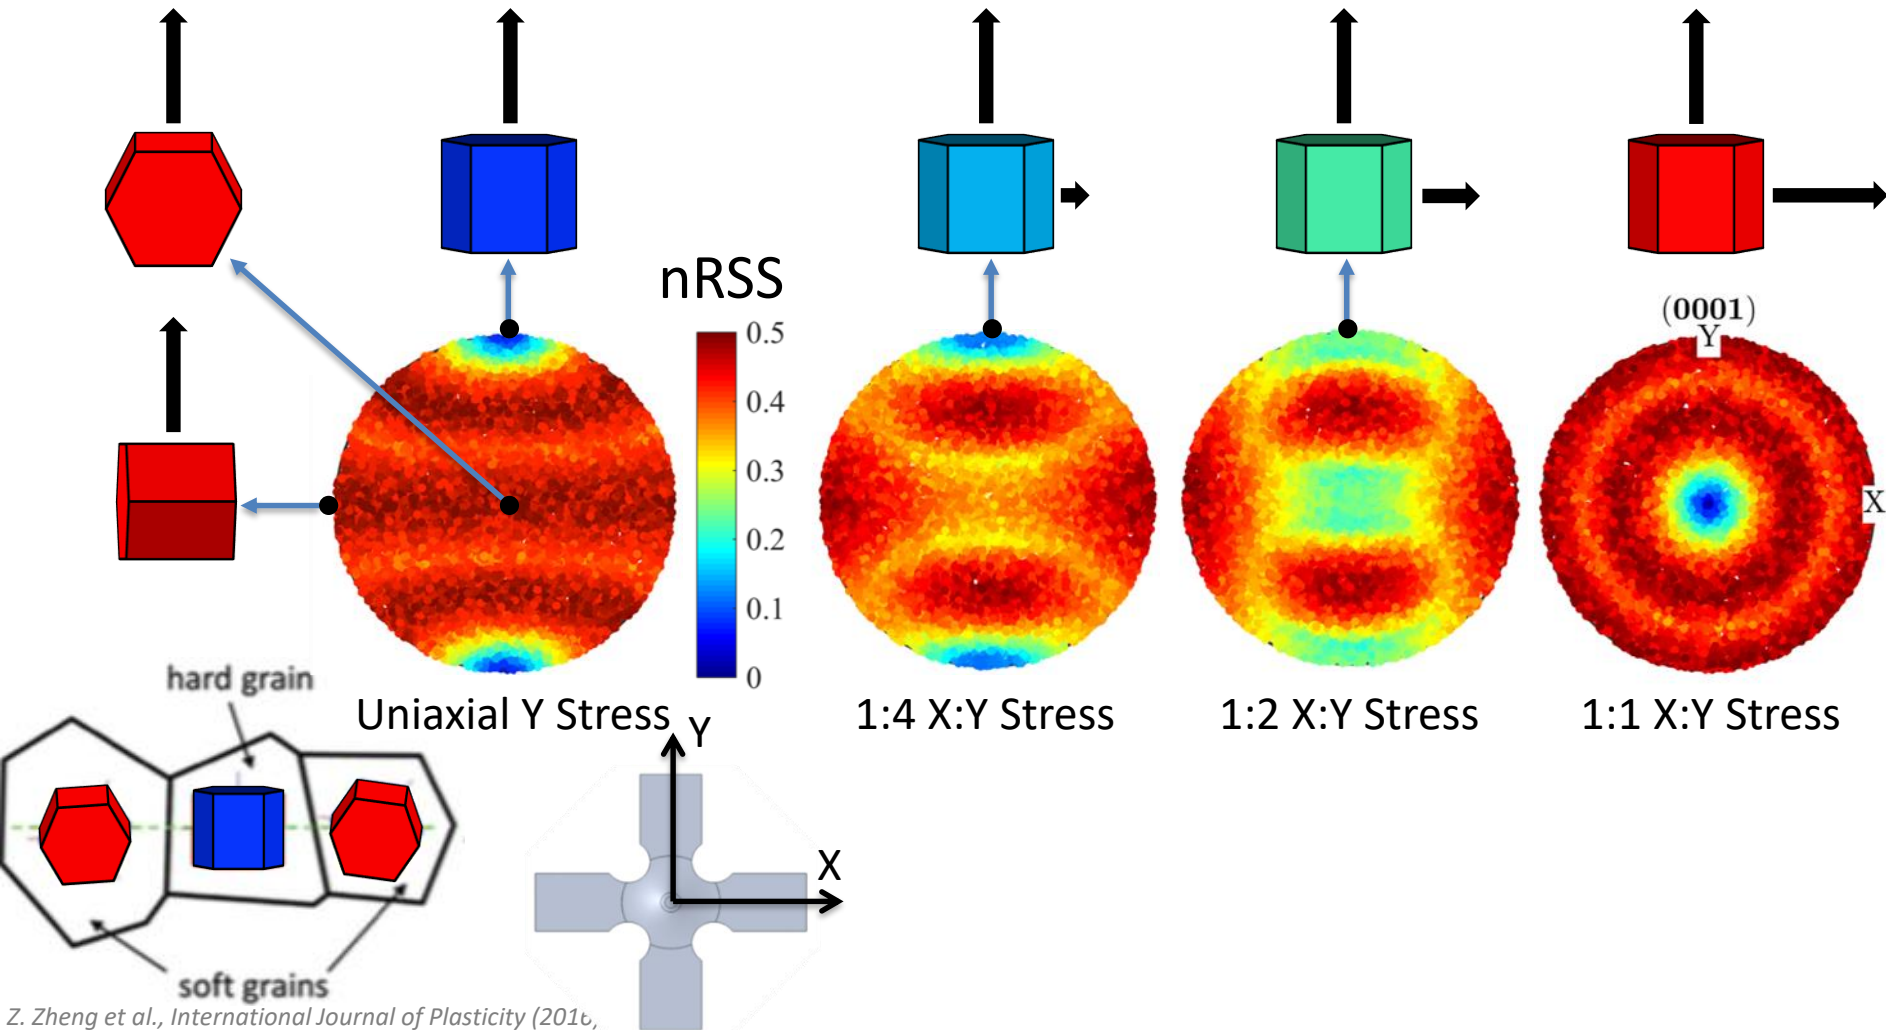 nRSS
0.5
0.4
0.3
0.2
0.1
0
(0001)
Y
X
Uniaxial Y Stress
1:4 X:Y Stress
1:2 X:Y Stress
1:1 X:Y Stress
hard grain
soft grains
Y
X
Z. Zheng et al., International Journal of Plasticity